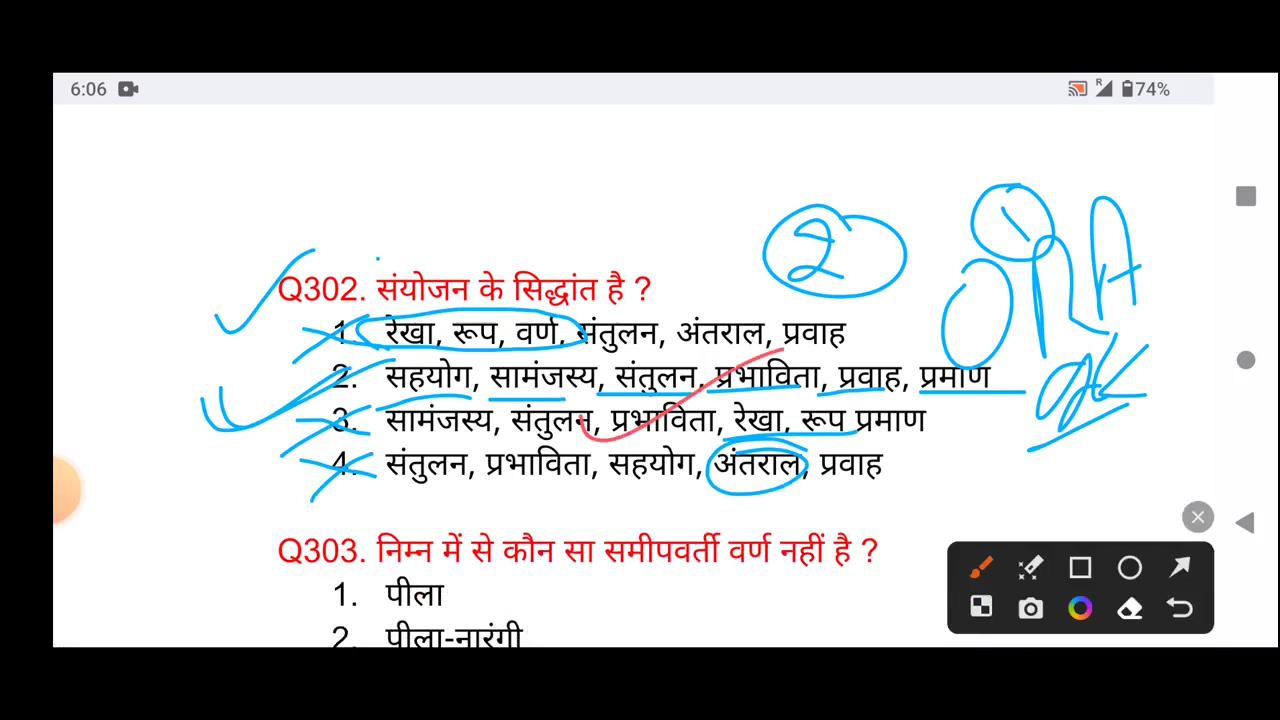 6:06 R 74%
2
Q302. संयोजन के सिद्धांत है ?
1. रेखा, रूप, वर्ण, संतुलन, अंतराल, प्रवाह
2. सहयोग, सामंजस्य, संतुलन, प्रभाविता, प्रवाह, प्रमाण
3. सामंजस्य, संतुलन, प्रभाविता, रेखा, रूप प्रमाण
4. संतुलन, प्रभाविता, सहयोग, अंतराल, प्रवाह
Q303. निम्न में से कौन सा समीपवर्ती वर्ण नहीं है ?
1. पीला
2. पीला-नारंगी